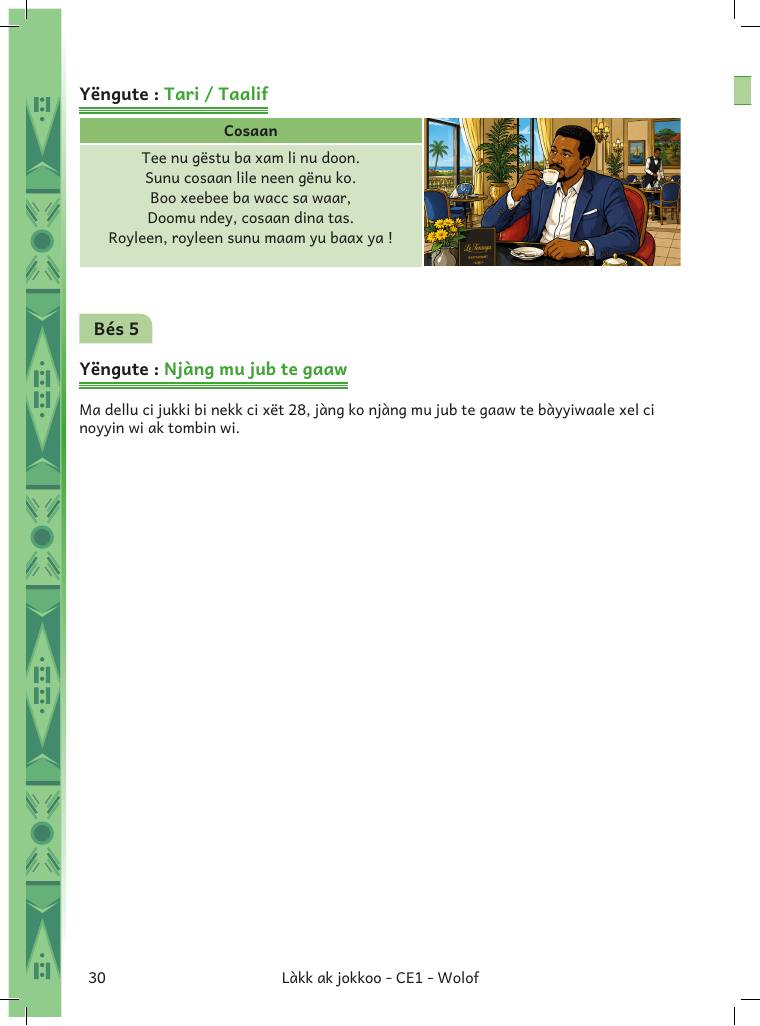 Yëngute : Tari / Taalif
Cosaan
Tee nu gëstu ba xam li nu doon.
Sunu cosaan lile neen gënu ko.
Boo xeebee ba wacc sa waar,
Doomu ndey, cosaan dina tas.
Royleen, royleen sunu maam yu baax ya !
Le Teranga
RESTAURANT
Bés 5
Yëngute : Njàng mu jub te gaaw
Ma dellu ci jukki bi nekk ci xët 28, jàng ko njàng mu jub te gaaw te bàyyiwaale xel ci
noyyin wi ak tombin wi.
30
Làkk ak jokkoo - CE1 - Wolof